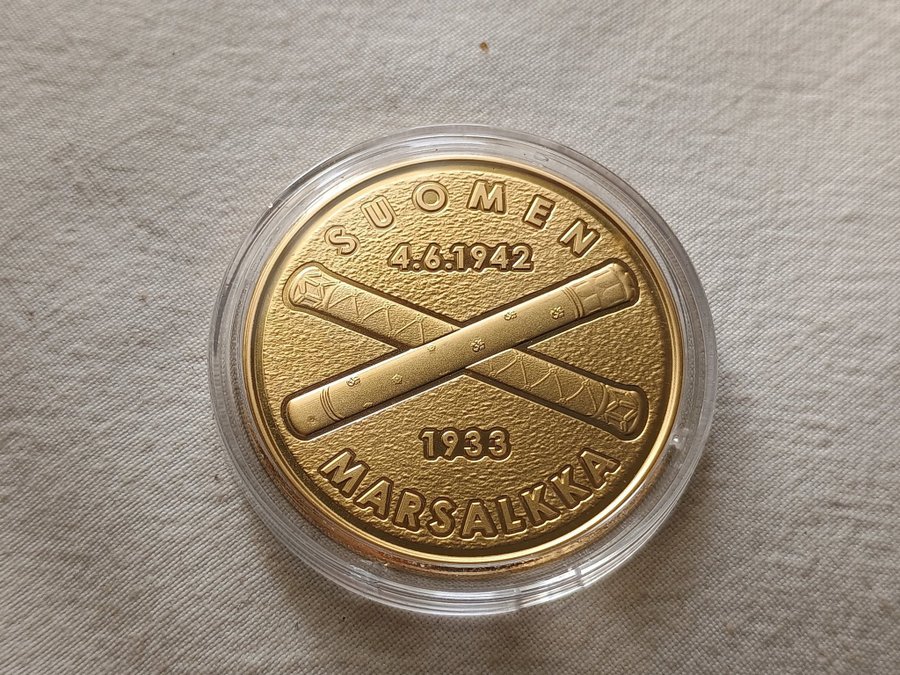 SUOMEN
4.6.1942
1933
MARSALKKA